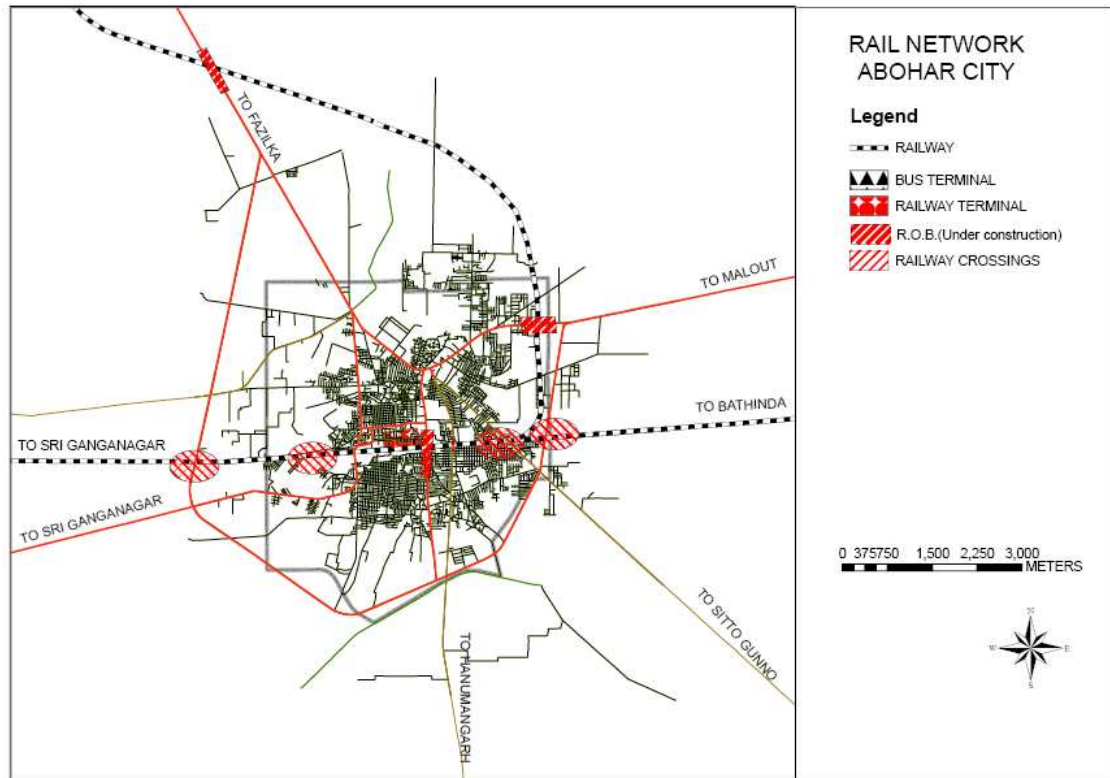 RAIL NETWORK
ABOHAR CITY
Legend
RAILWAY
BUS TERMINAL
RAILWAY TERMINAL
R.O.B.(Under construction)
RAILWAY CROSSINGS
TO FAZILKA
TO MALOUT
TO BATHINDA
TO SRI GANGANAGAR
TO SRI GANGANAGAR
TO SITTO GUNNO
TO HANUMANGARH
0 375750 1,500 2,250 3,000
METERS
N
W E
S